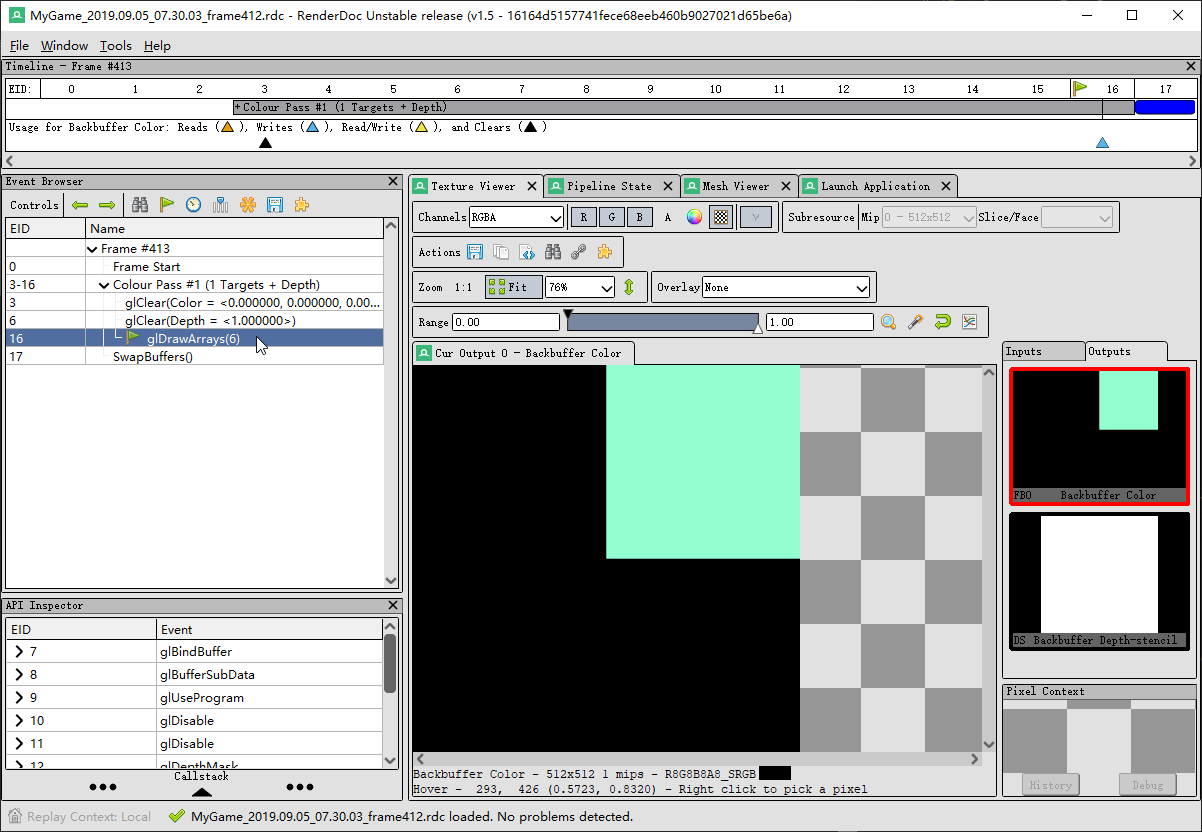 MyGame_2019.09.05_07.30.03_frame412.rdc - RenderDoc Unstable release (v1.5 - 16164d5157741fece68eeb460b9027021d65be6a)
File Window Tools Help
Timeline - Frame #413
EID: 0 1 2 3 4 5 6 7 8 9 10 11 12 13 14 15 16 17
+ Colour Pass #1 (1 Targets + Depth)
Usage for Backbuffer Color: Reads ( ), Writes ( ), Read/Write ( ), and Clears ( )
Event Browser
Controls
EID Name
Frame #413
0 Frame Start
3-16 Colour Pass #1 (1 Targets + Depth)
3 glClear(Color = <0.000000, 0.000000, 0.00...
6 glClear(Depth = <1.000000>)
16 glDrawArrays(6)
17 SwapBuffers()
API Inspector
EID Event
7 glBindBuffer
8 glBufferSubData
9 glUseProgram
10 glDisable
11 glDisable
12 glDepthMask
Callstack
Texture Viewer Pipeline State Mesh Viewer Launch Application
Channels RGBA R G B A γ Subresource Mip 0 - 512x512 Slice/Face
Actions
Zoom 1:1 Fit 76% Overlay None
Range 0.00 1.00
Cur Output 0 - Backbuffer Color
Backbuffer Color - 512x512 1 mips - R8G8B8A8_SRGB
Hover - 293, 426 (0.5723, 0.8320) - Right click to pick a pixel
Inputs Outputs
FBO Backbuffer Color
DS Backbuffer Depth-stencil
Pixel Context
History Debug
Replay Context: Local MyGame_2019.09.05_07.30.03_frame412.rdc loaded. No problems detected.